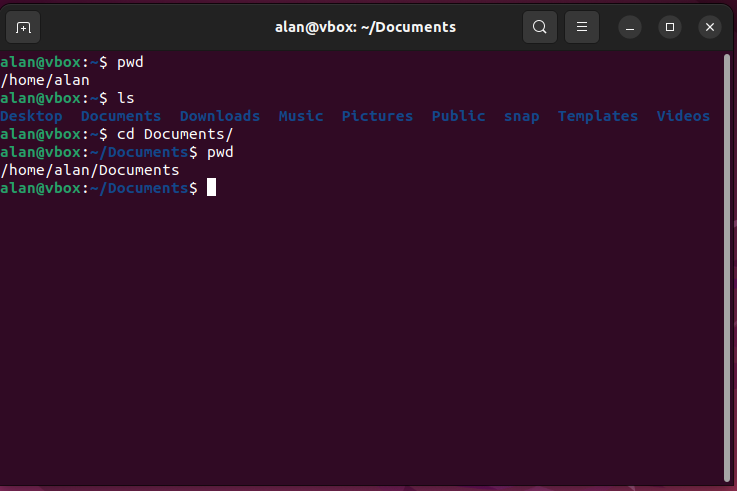 alan@vbox: ~/Documents
alan@vbox:~$ pwd
/home/alan
alan@vbox:~$ ls
Desktop  Documents  Downloads  Music  Pictures  Public  snap  Templates  Videos
alan@vbox:~$ cd Documents/
alan@vbox:~/Documents$ pwd
/home/alan/Documents
alan@vbox:~/Documents$